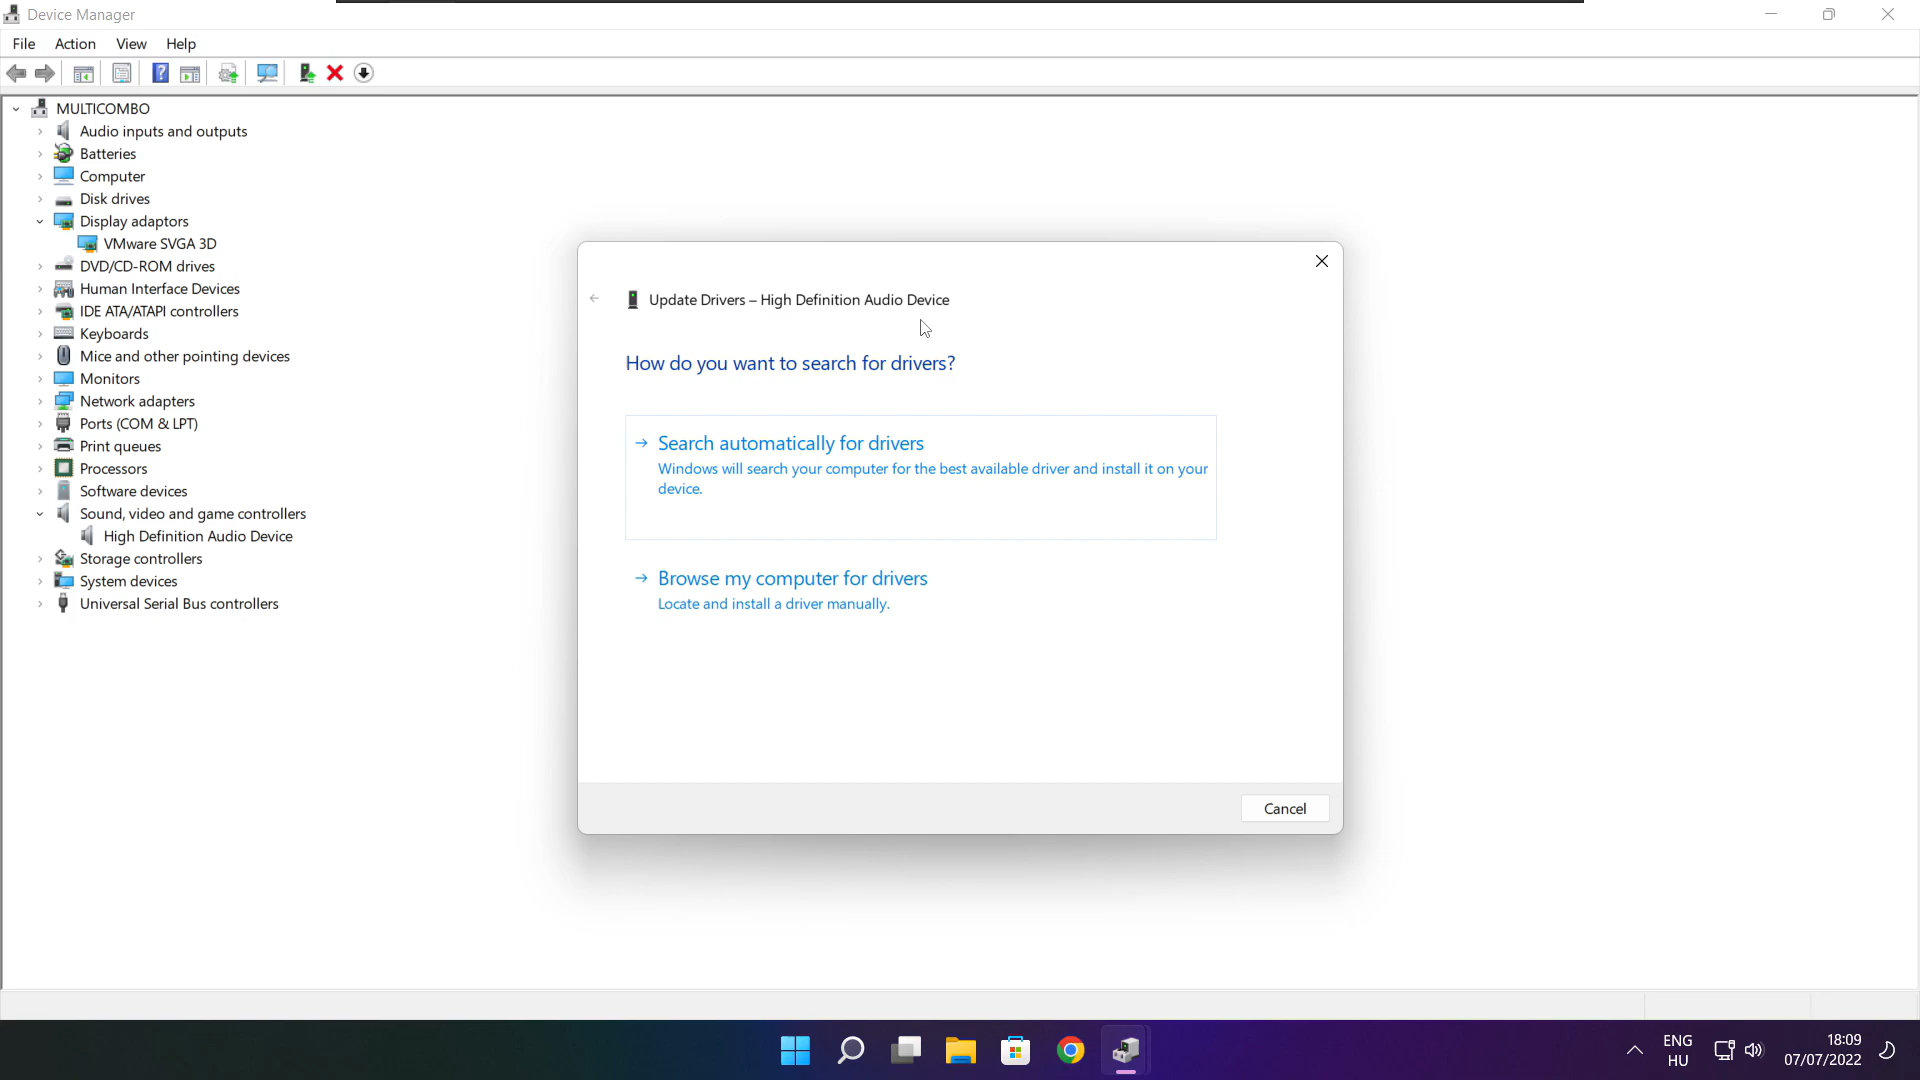 Device Manager
File Action View Help
MULTICOMBO
Audio inputs and outputs
Batteries
Computer
Disk drives
Display adaptors
VMware SVGA 3D
DVD/CD-ROM drives
Human Interface Devices
IDE ATA/ATAPI controllers
Keyboards
Mice and other pointing devices
Monitors
Network adapters
Ports (COM & LPT)
Print queues
Processors
Software devices
Sound, video and game controllers
High Definition Audio Device
Storage controllers
System devices
Universal Serial Bus controllers
Update Drivers – High Definition Audio Device
How do you want to search for drivers?
Search automatically for drivers
Windows will search your computer for the best available driver and install it on your
device.
Browse my computer for drivers
Locate and install a driver manually.
Cancel
ENG
HU
18:09
07/07/2022